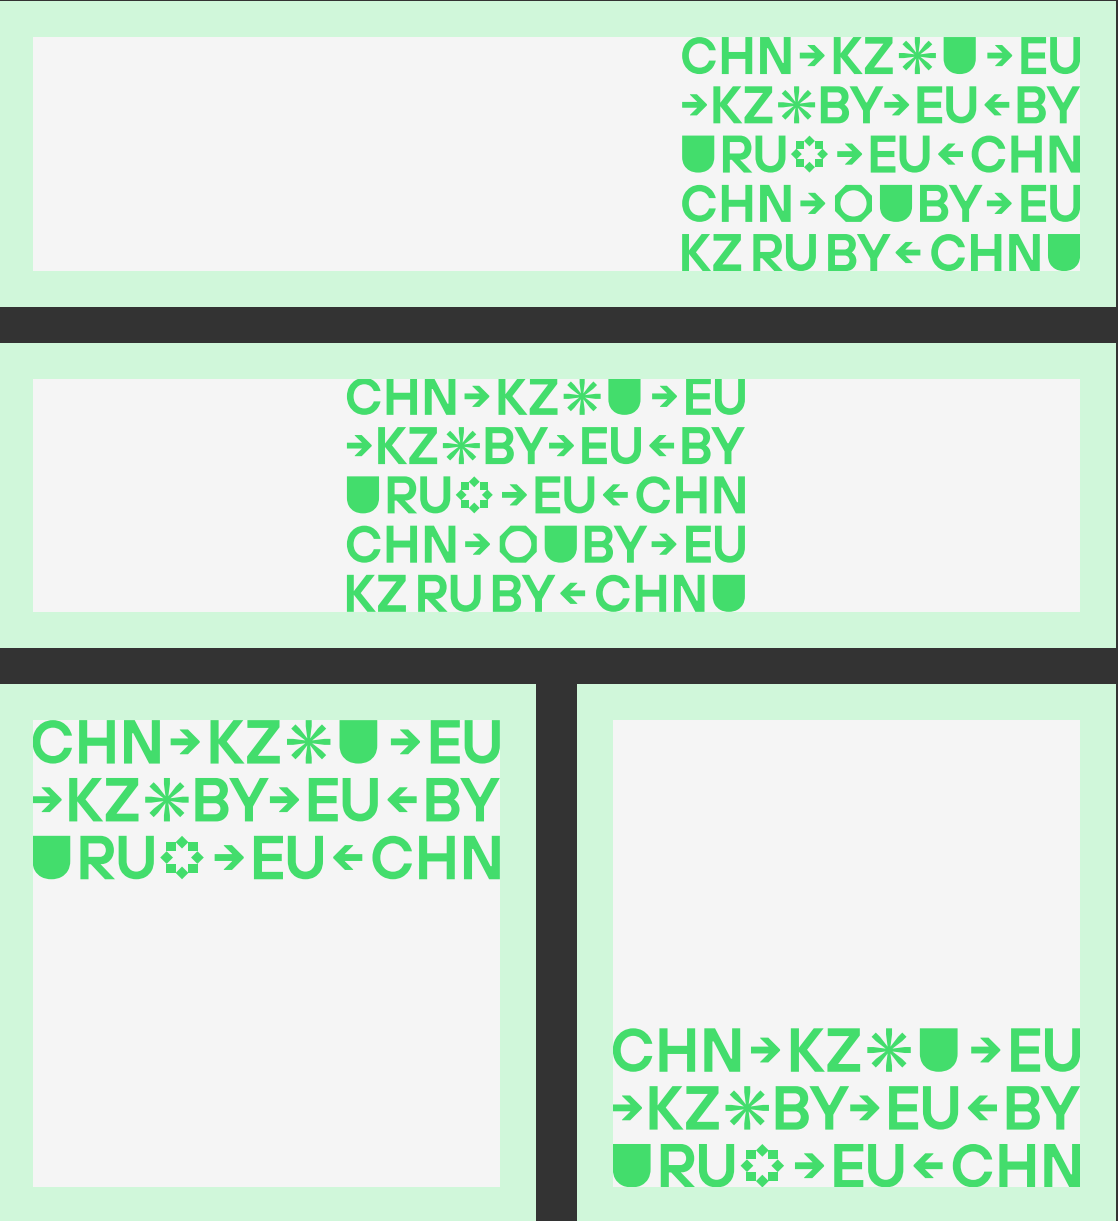 CHN→KZ EU
→KZ BY→EU←BY
RU →EU←CHN
CHN→ BY→EU
KZ RU BY←CHN
CHN→KZ EU
→KZ BY→EU←BY
RU →EU←CHN
CHN→ BY→EU
KZ RU BY←CHN
CHN→KZ →EU
→KZ BY→EU←BY
RU →EU←CHN
CHN→KZ →EU
→KZ BY→EU←BY
RU →EU←CHN